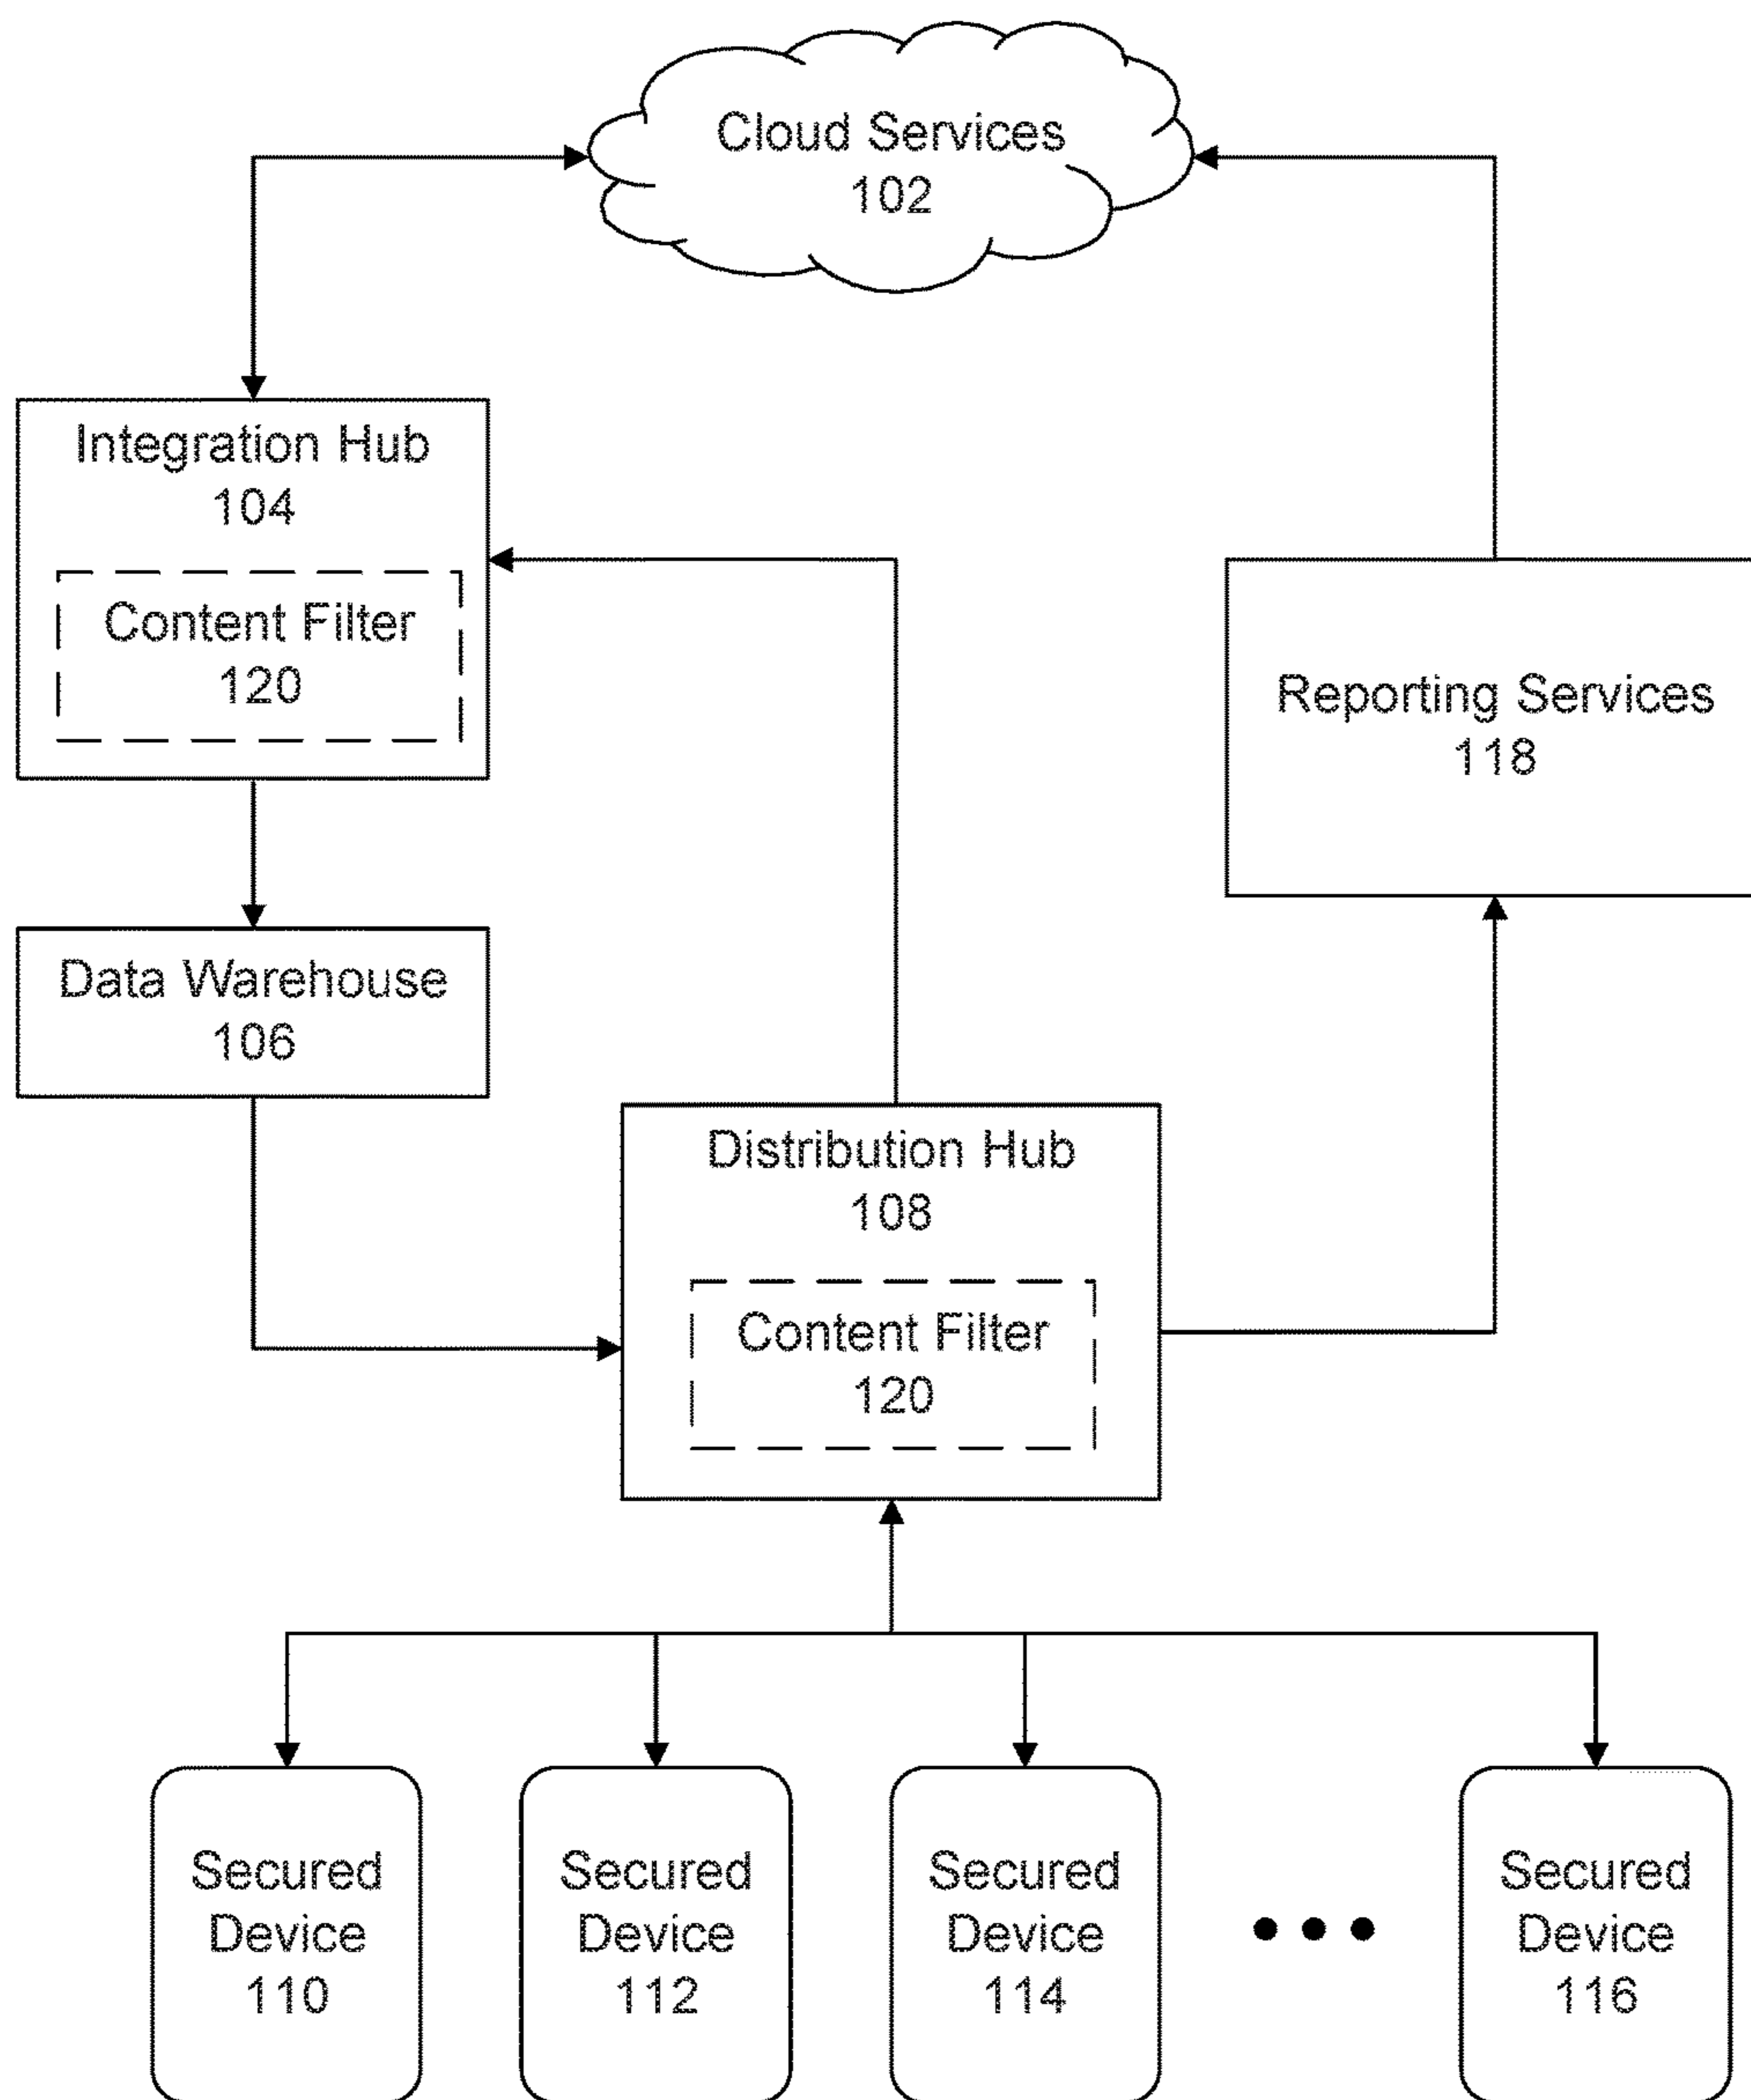 Cloud Services
102
Integration Hub
104
Content Filter
120
Reporting Services
118
Data Warehouse
106
Distribution Hub
108
Content Filter
120
Secured
Device
110
Secured
Device
112
Secured
Device
114
Secured
Device
116